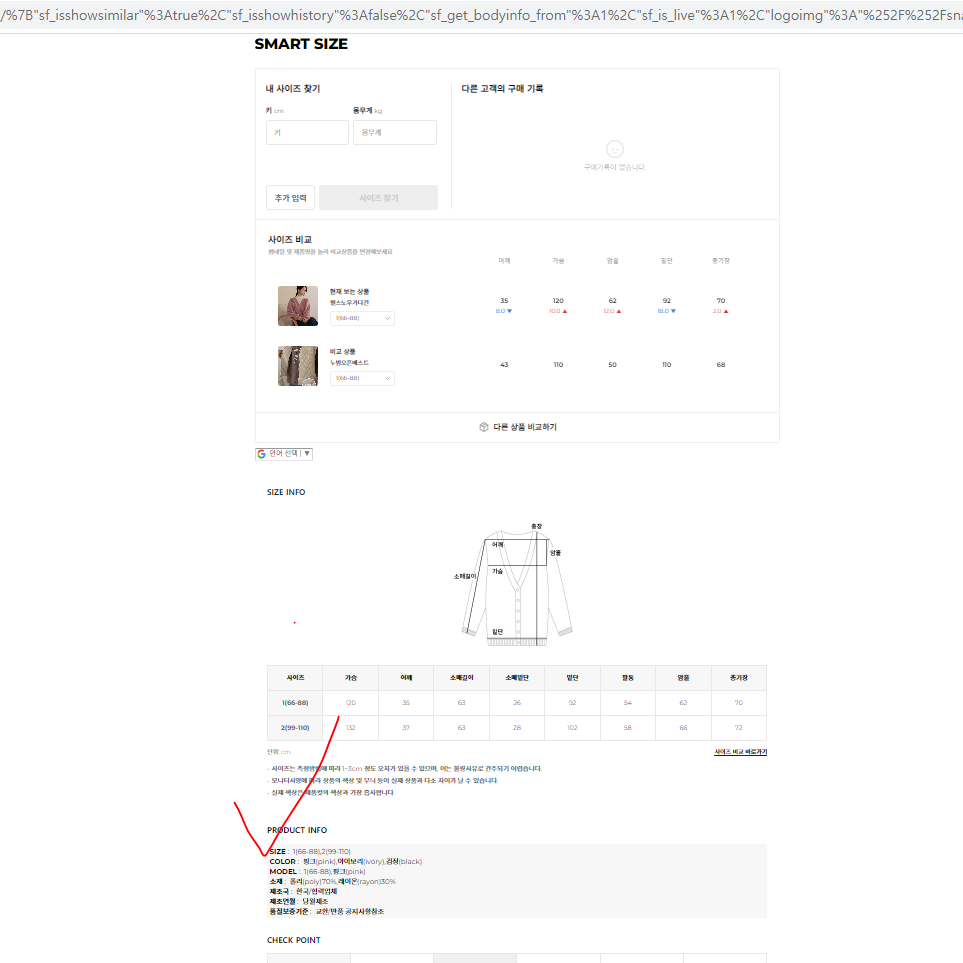 /%7B"sf_isshowsimilar"%3Atrue%2C"sf_isshowhistory"%3Afalse%2C"sf_get_bodyinfo_from"%3A1%2C"sf_is_live"%3A1%2C"logoimg"%3A"%252F%252Fsna
SMART SIZE
내 사이즈 찾기
다른 고객의 구매 기록
키 cm
몸무게 kg
키
몸무게
구매기록이 없습니다.
추가 입력
사이즈 찾기
사이즈 비교
썸네일 및 제품명을 눌러 비교상품을 변경해보세요
어깨 가슴 암홀 밑단 총기장
현재 보는 상품
펄스노우가디건
1(66-88)
35 120 62 92 70
8.0 ▼ 10.0 ▲ 12.0 ▲ 18.0 ▼ 2.0 ▲
비교 상품
누빔오픈베스트
1(66-88)
43 110 50 110 68
다른 상품 비교하기
언어 선택 | ▼
SIZE INFO
총장
어깨
암홀
가슴
소매길이
밑단
사이즈 가슴 어깨 소매길이 소매밑단 밑단 팔통 암홀 총기장
1(66-88) 120 35 63 26 92 54 62 70
2(99-110) 132 37 63 28 102 58 66 72
단위 cm
사이즈 비교 바로가기
- 사이즈는 측정방법에 따라 1~3cm 정도 오차가 있을 수 있으며, 이는 불량사유로 간주되기 어렵습니다.
- 모니터사양에 따라 상품의 색상 및 무늬 등이 실제 상품과 다소 차이가 날 수 있습니다.
- 실제 색상은 제품컷의 색상과 가장 흡사합니다.
PRODUCT INFO
SIZE : 1(66-88),2(99-110)
COLOR : 핑크(pink),아이보리(ivory),검정(black)
MODEL : 1(66-88),핑크(pink)
소재 : 폴리(poly)70%,레이온(rayon)30%
제조국 : 한국/협력업체
제조연월 : 당월제조
품질보증기준 : 교환/반품 공지사항참조
CHECK POINT